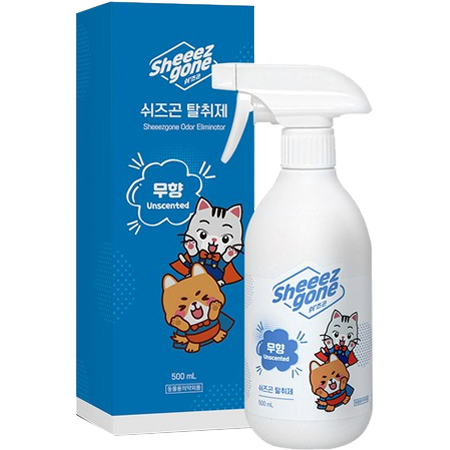 Sheeez
gone
쉬즈곤
쉬즈곤 탈취제
Sheeezgone Odor Eliminator
무향
Unscented
500 mL
동물용의약외품
Sheeez
gone
쉬즈곤
무향
Unscented
쉬즈곤 탈취제
500 mL